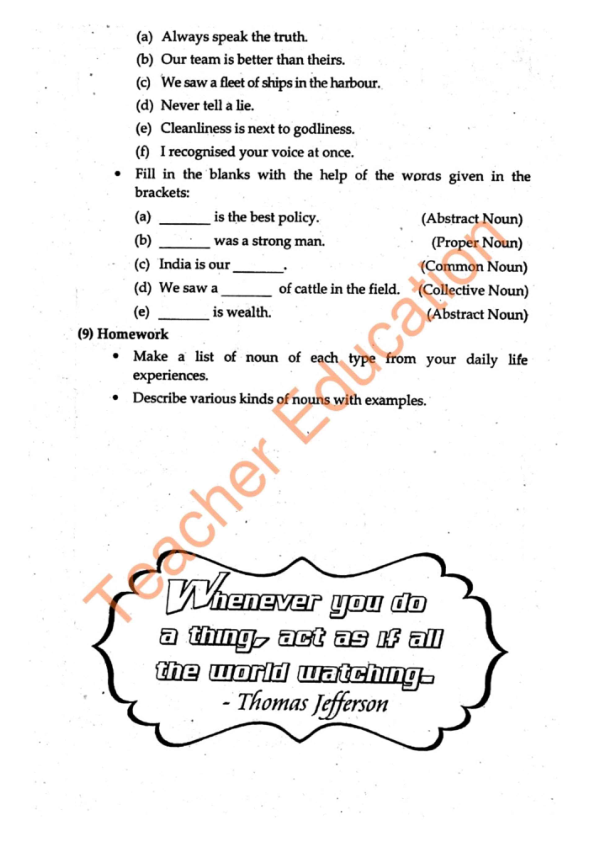 (a) Always speak the truth.
(b) Our team is better than theirs.
(c) We saw a fleet of ships in the harbour.
(d) Never tell a lie.
(e) Cleanliness is next to godliness.
(f) I recognised your voice at once.
• Fill in the blanks with the help of the words given in the
brackets:
(a) _______ is the best policy. (Abstract Noun)
(b) _______ was a strong man. (Proper Noun)
(c) India is our _______. (Common Noun)
(d) We saw a _______ of cattle in the field. (Collective Noun)
(e) _______ is wealth. (Abstract Noun)
(9) Homework
• Make a list of noun of each type from your daily life
experiences.
• Describe various kinds of nouns with examples.
Teacher Education
Whenever you do
a thing, act as if all
the world watching.
- Thomas Jefferson